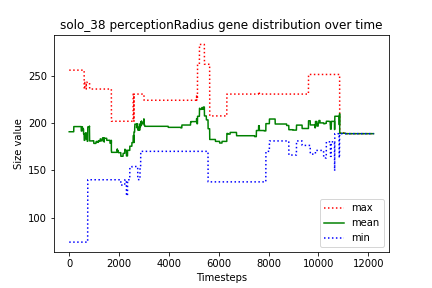 solo_38 perceptionRadius gene distribution over time
Size value
250
200
150
100
0
2000
4000
6000
8000
10000
12000
Timesteps
max
mean
min